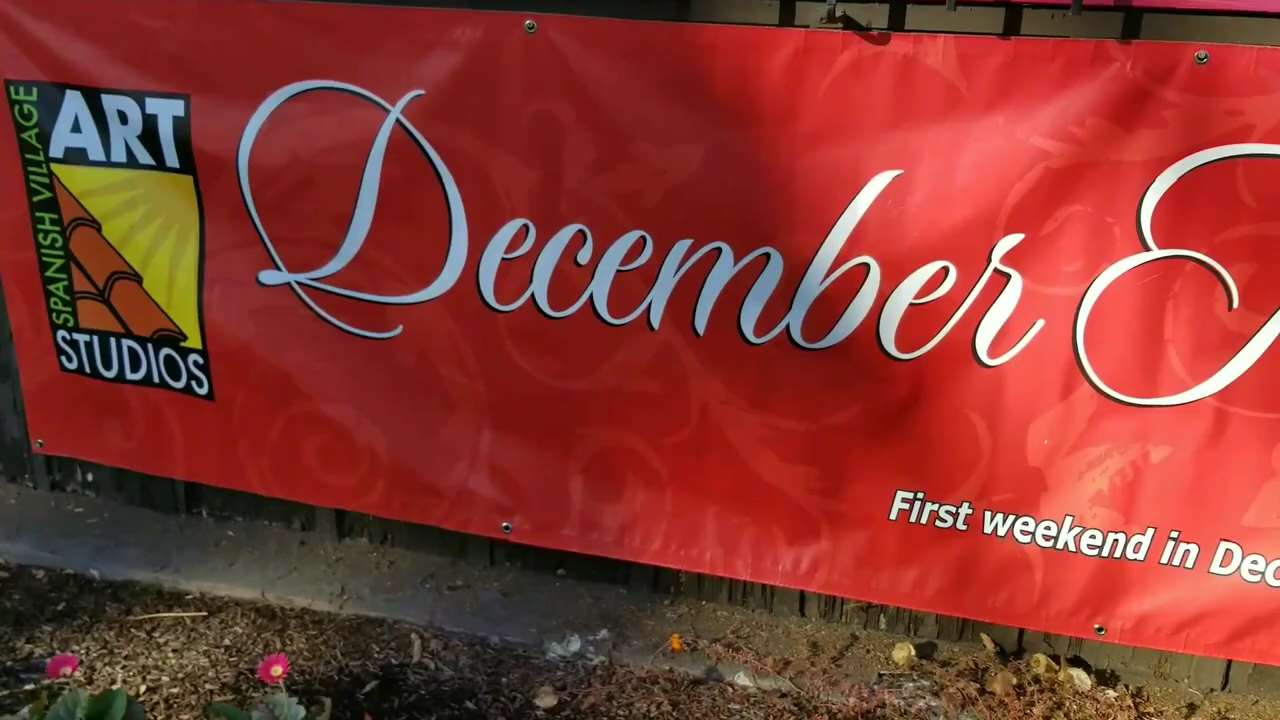 SPANISH VILLAGE
ART
STUDIOS
December
First weekend in Dec